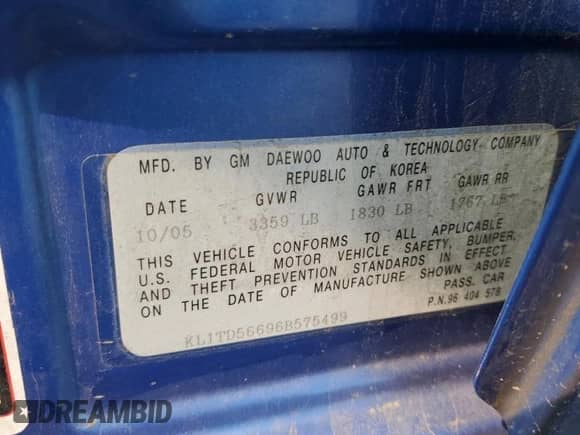 MFD. BY GM DAEWOO AUTO & TECHNOLOGY COMPANY
REPUBLIC OF KOREA
DATE GVWR GAWR FRT GAWR RR
10/05 3359 LB 1830 LB 1767 LB
THIS VEHICLE CONFORMS TO ALL APPLICABLE
U.S. FEDERAL MOTOR VEHICLE SAFETY, BUMPER,
AND THEFT PREVENTION STANDARDS IN EFFECT
ON THE DATE OF MANUFACTURE SHOWN ABOVE
PASS. CAR
P.N.96 404 578
KL1TD56696B575499
DREAMBID